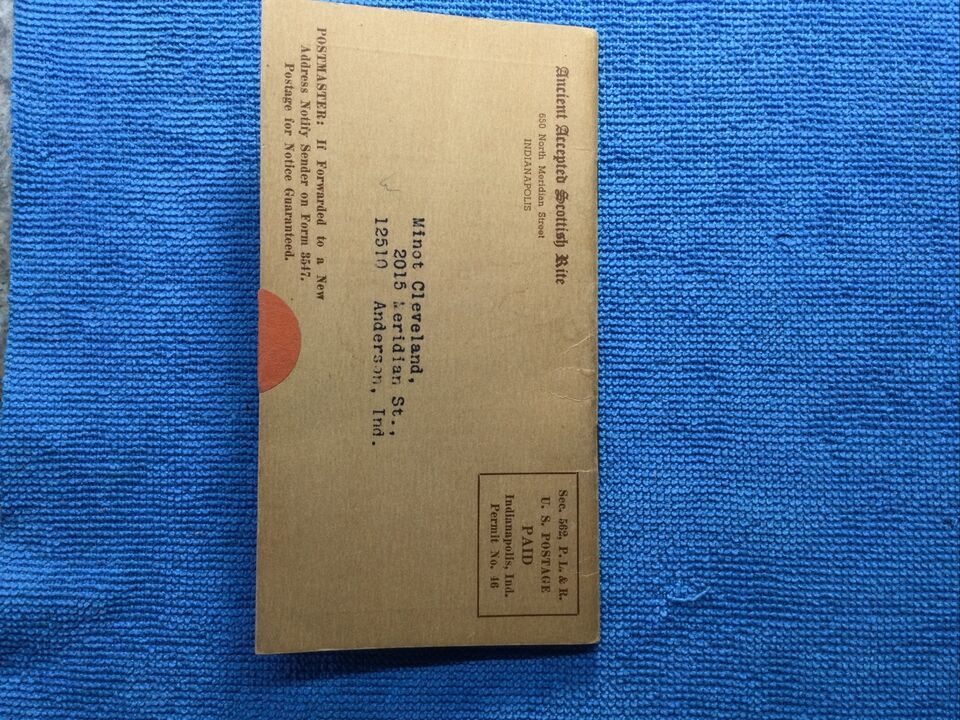 Ancient Accepted Scottish Rite
650 North Meridian Street
INDIANAPOLIS
Sec. 562, P. L. & R.
U. S. POSTAGE
PAID
Indianapolis, Ind.
Permit No. 46
Minot Cleveland,
2015 Meridian St.,
12510 Anderson, Ind.
W
POSTMASTER: If Forwarded to a New
Address Notify Sender on Form 3547.
Postage for Notice Guaranteed.